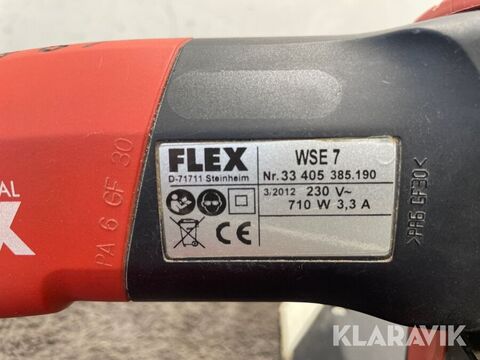 FLEX
D-71711 Steinheim
WSE 7
Nr. 33 405 385.190
3/2012 230 V~
710 W 3,3 A
CE
PA 6 GF 30
>PA6 GF30<
AL
X
KLARAVIK